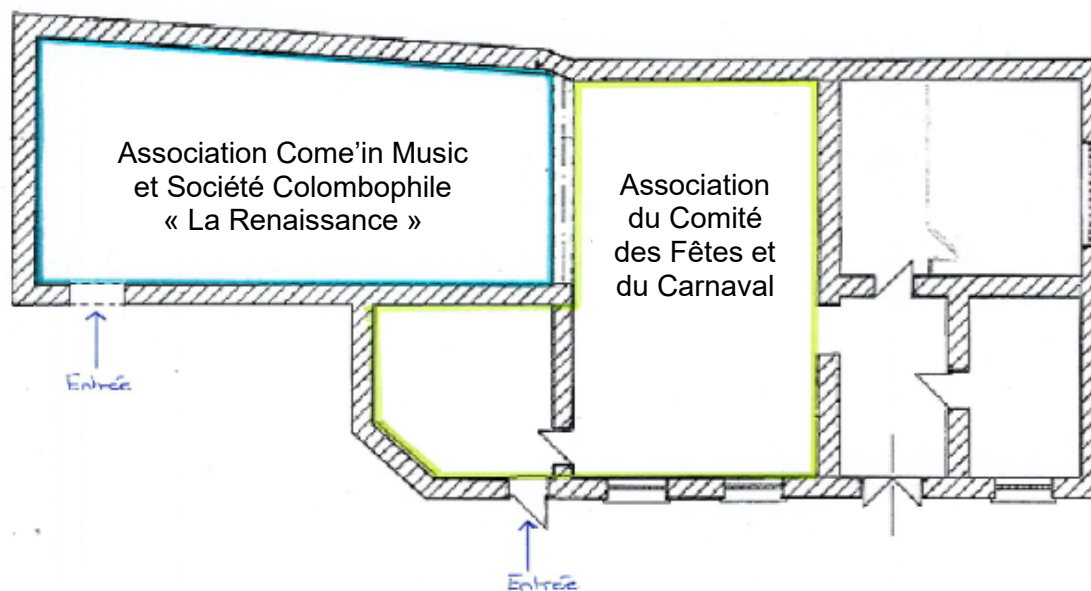 Association Come’in Music
et Société Colombophile
« La Renaissance »
Association
du Comité
des Fêtes et
du Carnaval
Entrée
Entrée